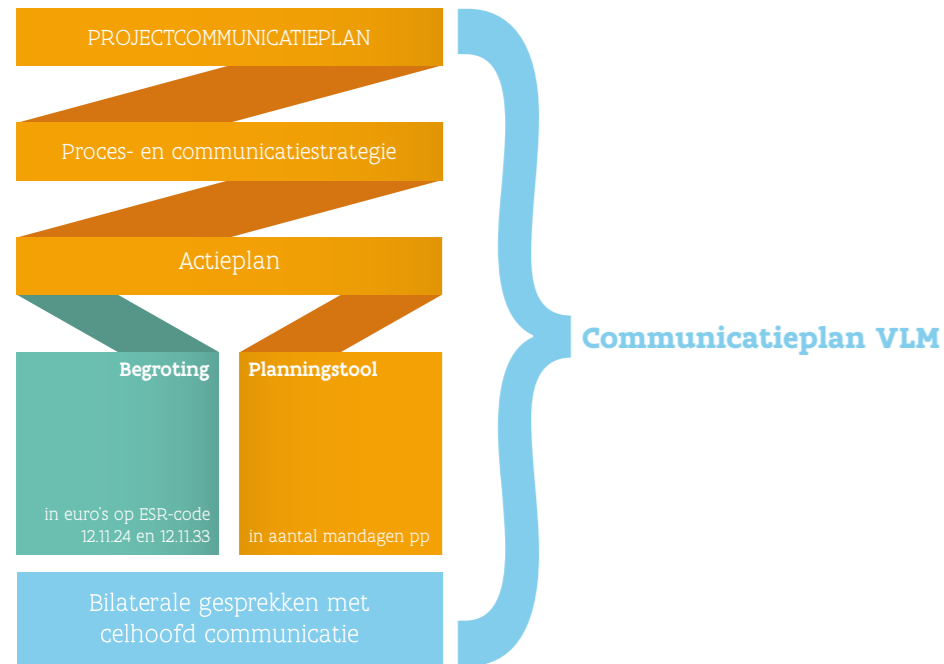 PROJECTCOMMUNICATIEPLAN
Proces- en communicatiestrategie
Actieplan
Begroting
in euro's op ESR-code
12.11.24 en 12.11.33
Planningstool
in aantal mandagen pp
Bilaterale gesprekken met
celhoofd communicatie
Communicatieplan VLM